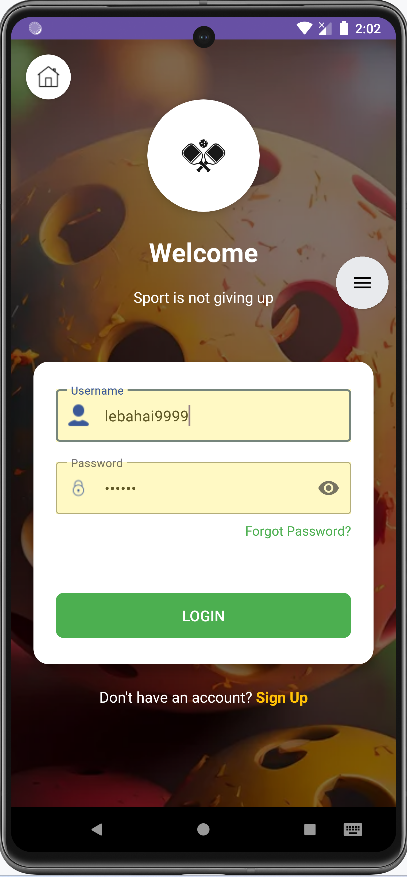 2:02
Welcome
Sport is not giving up
Username
lebahai9999
Password
••••••
Forgot Password?
LOGIN
Don't have an account? Sign Up